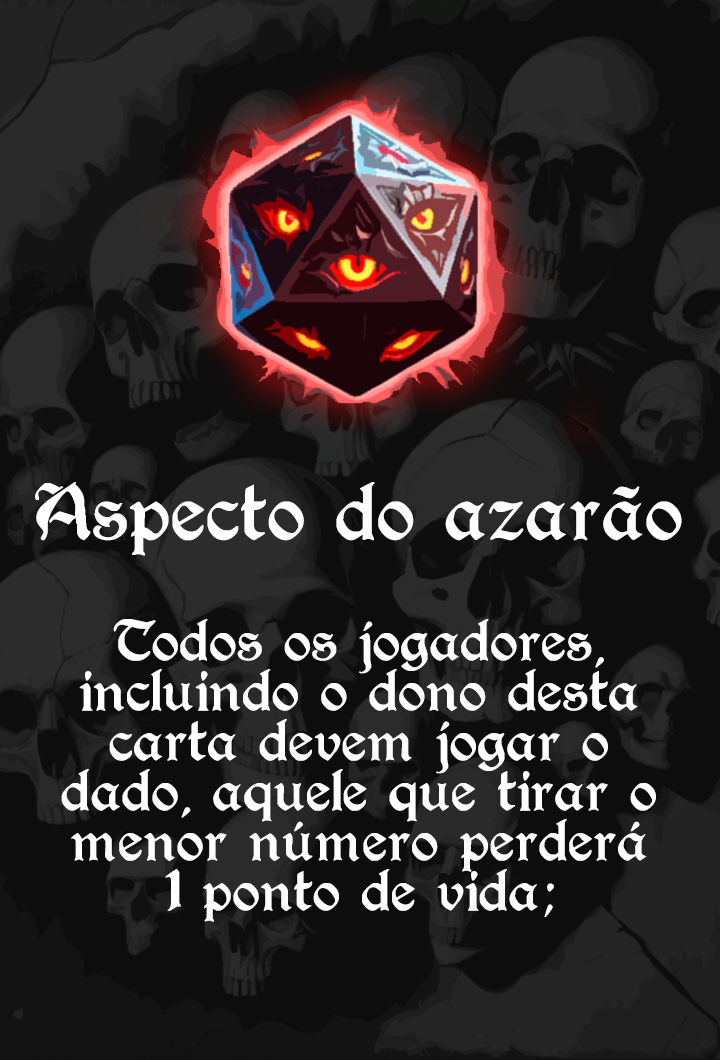 Aspecto do azarão
Todos os jogadores,
incluindo o dono desta
carta devem jogar o
dado, aquele que tirar o
menor número perderá
1 ponto de vida;